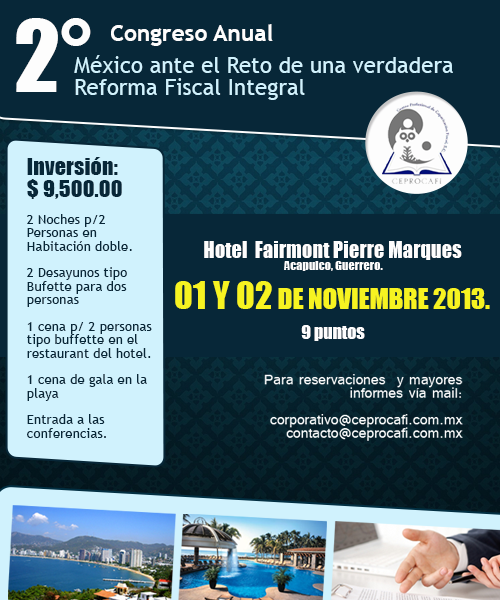 2° Congreso Anual
México ante el Reto de una verdadera
Reforma Fiscal Integral
CEPROCAFI
Inversión:
$ 9,500.00
2 Noches p/2
Personas en
Habitación doble.
2 Desayunos tipo
Bufette para dos
personas
1 cena p/ 2 personas
tipo buffette en el
restaurant del hotel.
1 cena de gala en la
playa
Entrada a las
conferencias.
Hotel Fairmont Pierre Marques
Acapulco, Guerrero.
01 Y 02 DE NOVIEMBRE 2013.
9 puntos
Para reservaciones y mayores
informes vía mail:
corporativo@ceprocafi.com.mx
contacto@ceprocafi.com.mx